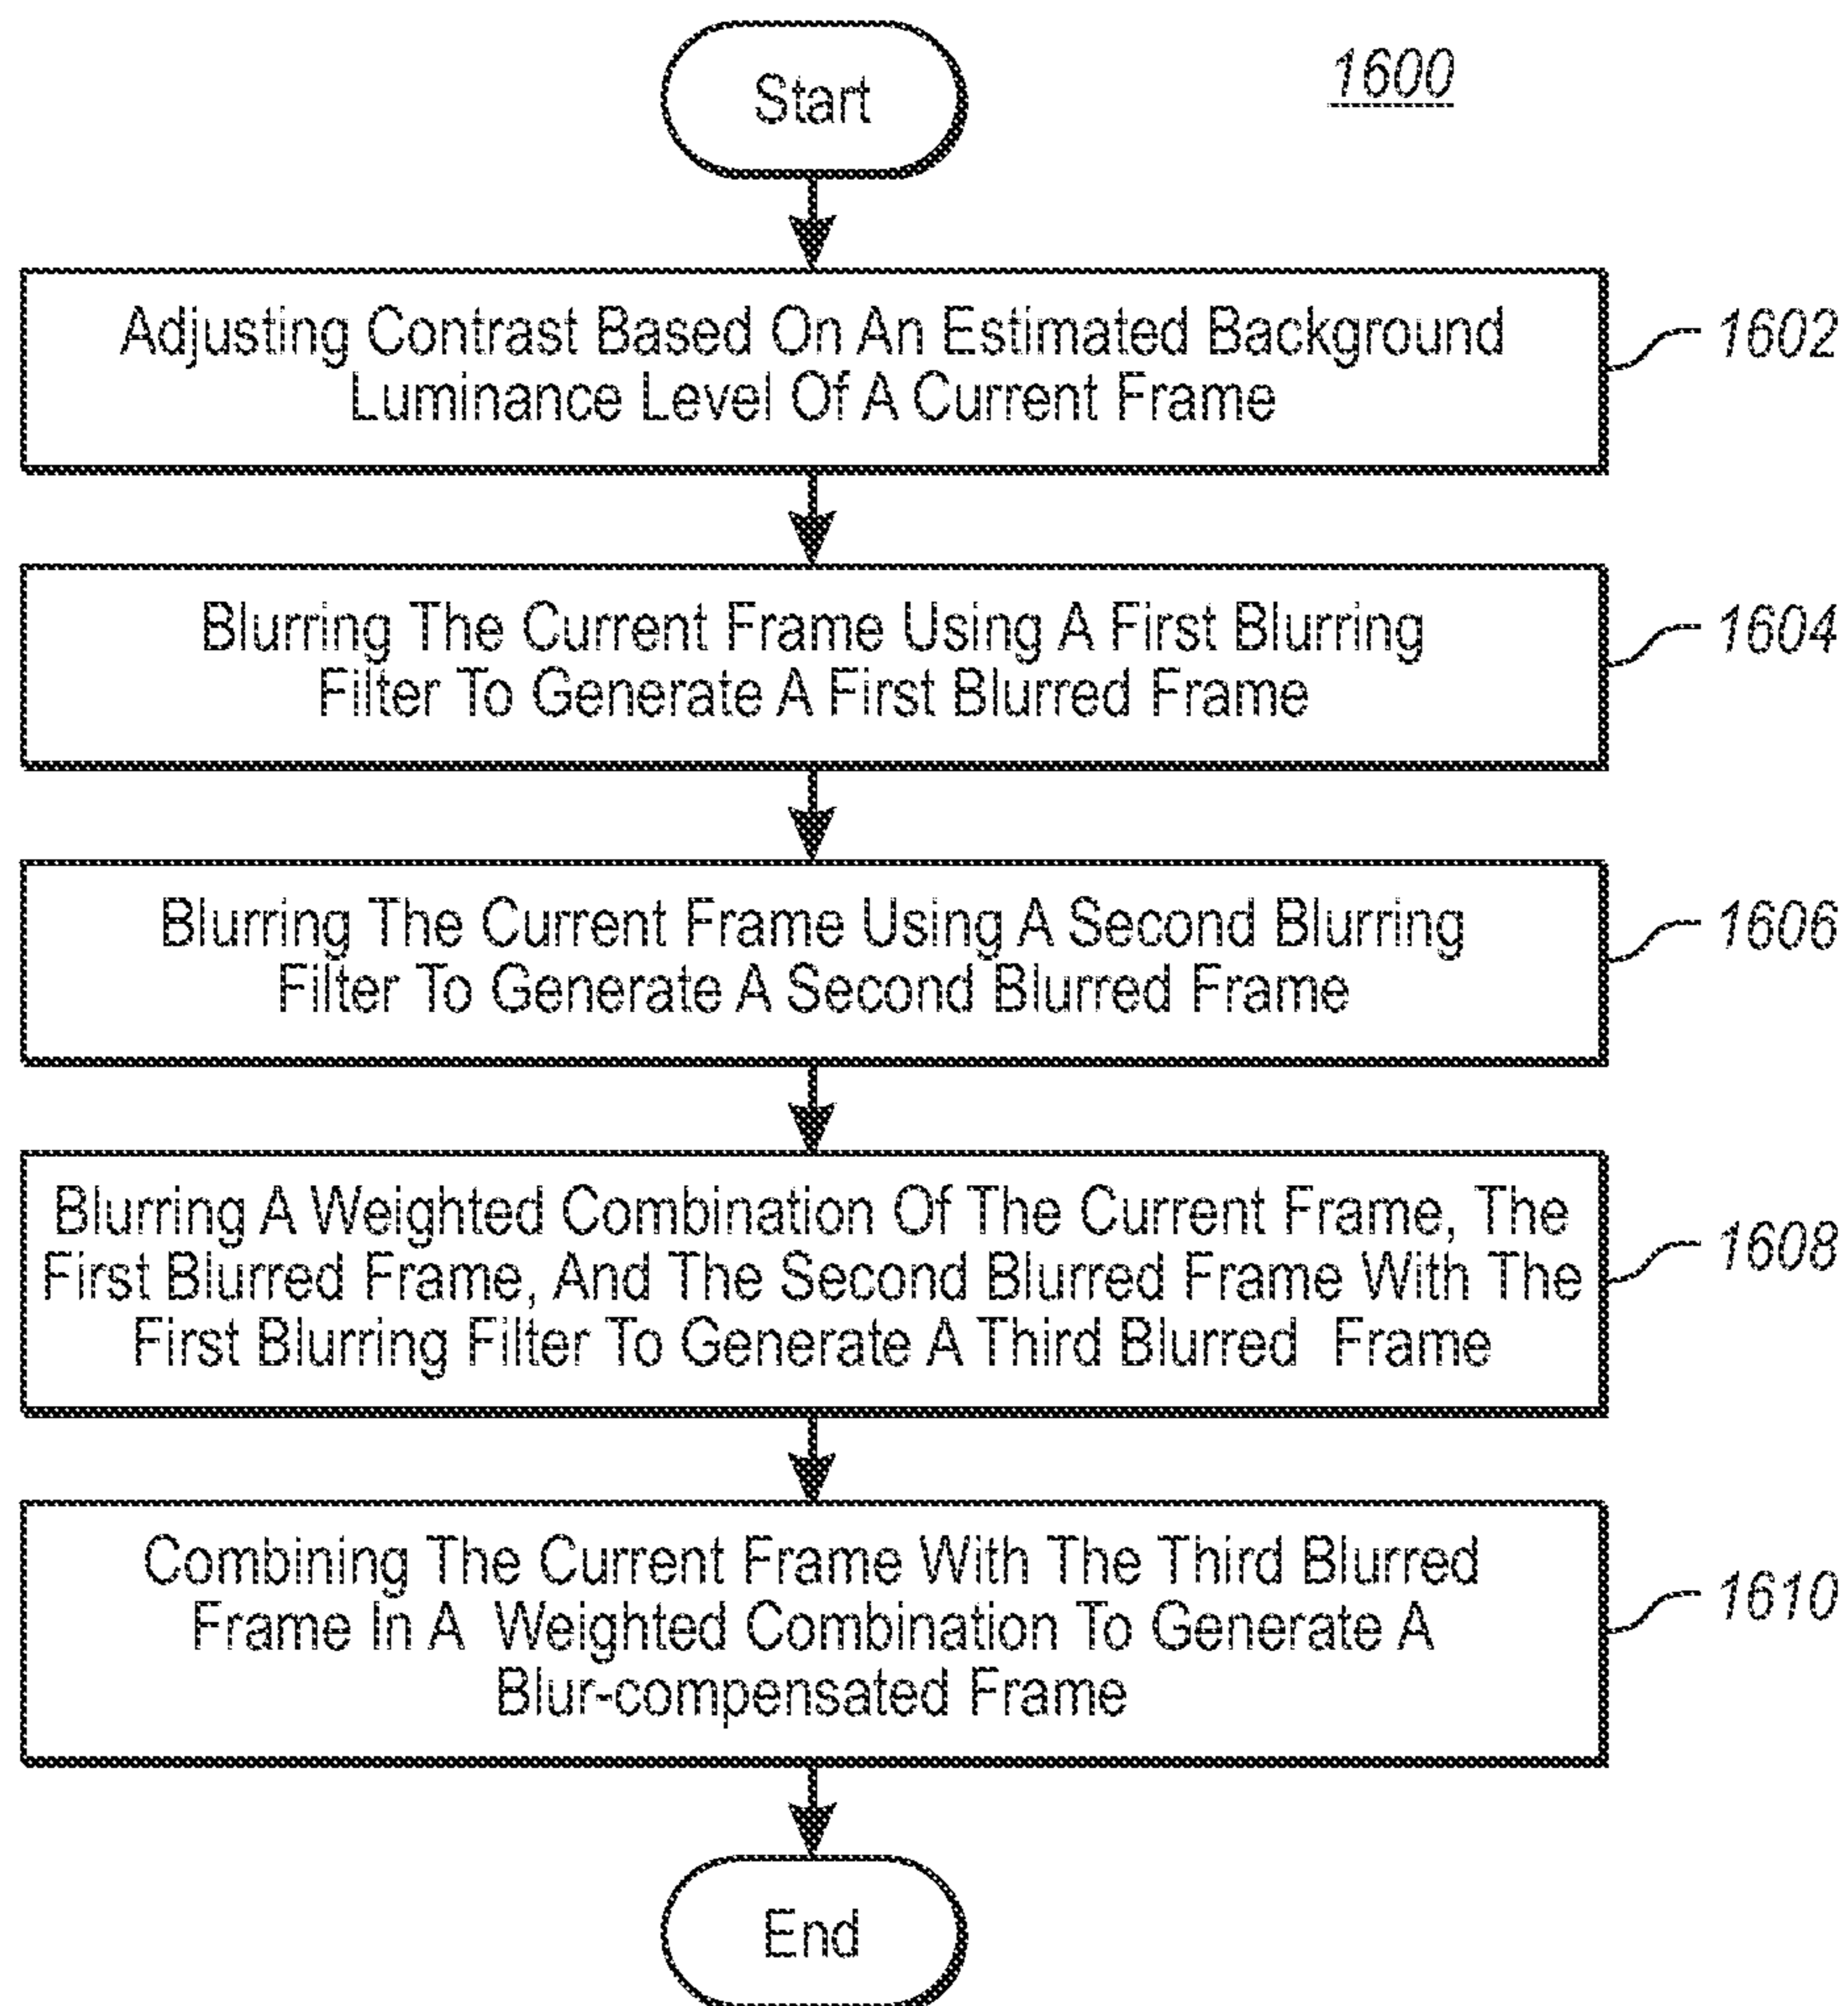 1600
Start
Adjusting Contrast Based On An Estimated Background
Luminance Level Of A Current Frame
1602
Blurring The Current Frame Using A First Blurring
Filter To Generate A First Blurred Frame
1604
Blurring The Current Frame Using A Second Blurring
Filter To Generate A Second Blurred Frame
1606
Blurring A Weighted Combination Of The Current Frame, The
First Blurred Frame, And The Second Blurred Frame With The
First Blurring Filter To Generate A Third Blurred Frame
1608
Combining The Current Frame With The Third Blurred
Frame In A Weighted Combination To Generate A
Blur-compensated Frame
1610
End